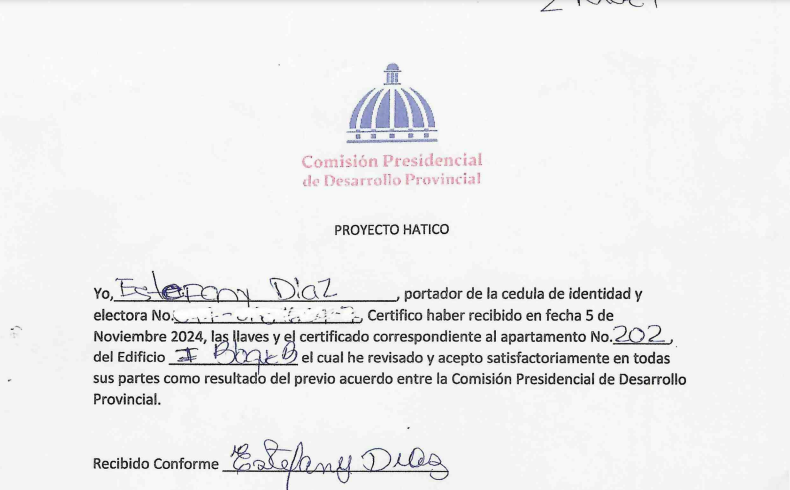 Comisión Presidencial
de Desarrollo Provincial
PROYECTO HATICO
Yo, Estefany Diaz, portador de la cedula de identidad y
electora No. , Certifico haber recibido en fecha 5 de
Noviembre 2024, las llaves y el certificado correspondiente al apartamento No. 202,
del Edificio I el cual he revisado y acepto satisfactoriamente en todas
sus partes como resultado del previo acuerdo entre la Comisión Presidencial de Desarrollo
Provincial.
Recibido Conforme Estefany Diaz